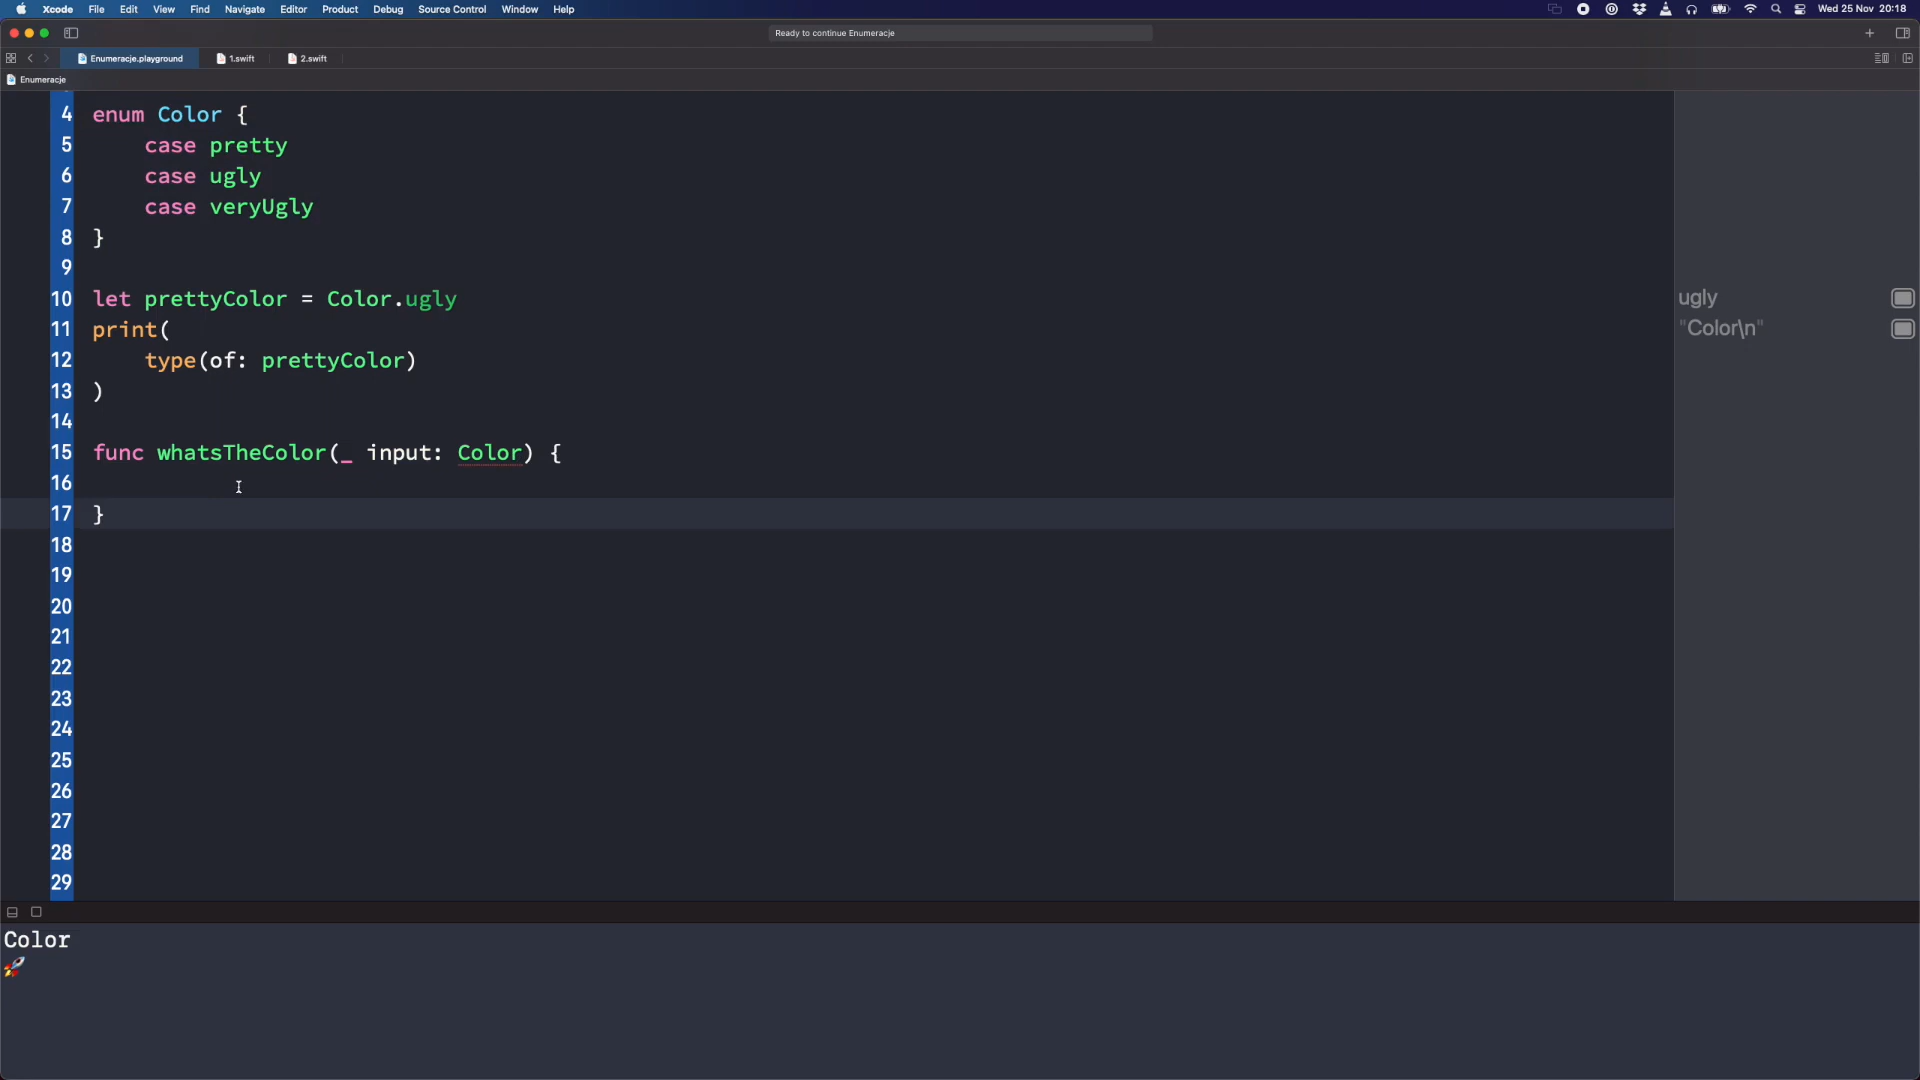 Xcode File Edit View Find Navigate Editor Product Debug Source Control Window Help Wed 25 Nov 20:18
Ready to continue Enumeracje
Enumeracje.playground 1.swift 2.swift
Enumeracje
4 enum Color {
5 case pretty
6 case ugly
7 case veryUgly
8 }
9
10 let prettyColor = Color.ugly ugly
11 print( "Color\n"
12 type(of: prettyColor)
13 )
14
15 func whatsTheColor(_ input: Color) {
16
17 }
18
19
20
21
22
23
24
25
26
27
28
29
Color